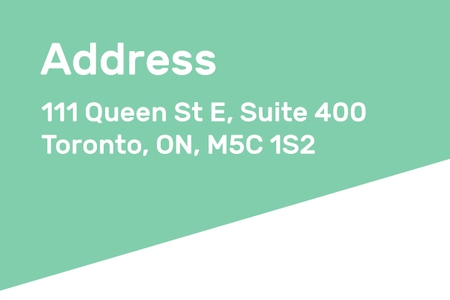 Address
111 Queen St E, Suite 400
Toronto, ON, M5C 1S2